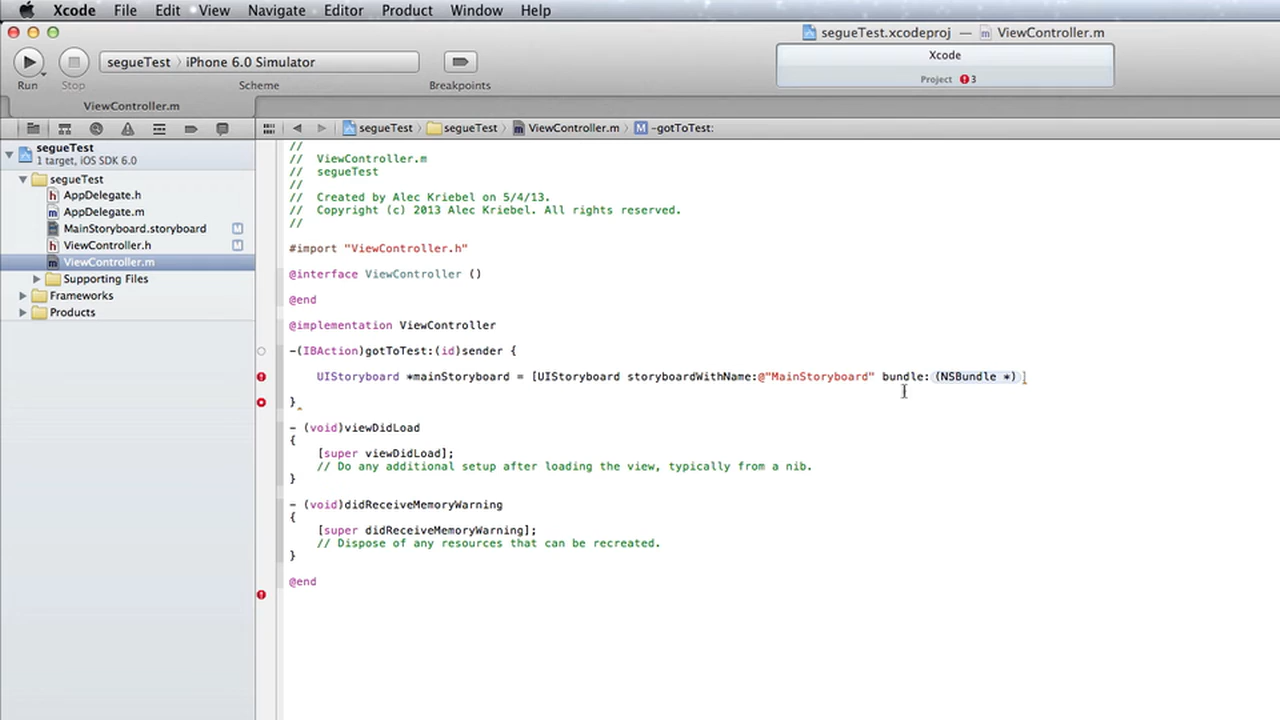 Xcode File Edit View Navigate Editor Product Window Help
segueTest.xcodeproj — ViewController.m
segueTest › iPhone 6.0 Simulator
Xcode
Project 3
Run Stop Scheme Breakpoints
ViewController.m
segueTest › segueTest › ViewController.m › M -gotToTest:
segueTest
1 target, iOS SDK 6.0
segueTest
h AppDelegate.h
m AppDelegate.m
MainStoryboard.storyboard M
h ViewController.h M
m ViewController.m
Supporting Files
Frameworks
Products
//
// ViewController.m
// segueTest
//
// Created by Alec Kriebel on 5/4/13.
// Copyright (c) 2013 Alec Kriebel. All rights reserved.
//
#import "ViewController.h"
@interface ViewController ()
@end
@implementation ViewController
-(IBAction)gotToTest:(id)sender {
UIStoryboard *mainStoryboard = [UIStoryboard storyboardWithName:@"MainStoryboard" bundle:(NSBundle *)]
}
- (void)viewDidLoad
{
[super viewDidLoad];
// Do any additional setup after loading the view, typically from a nib.
}
- (void)didReceiveMemoryWarning
{
[super didReceiveMemoryWarning];
// Dispose of any resources that can be recreated.
}
@end